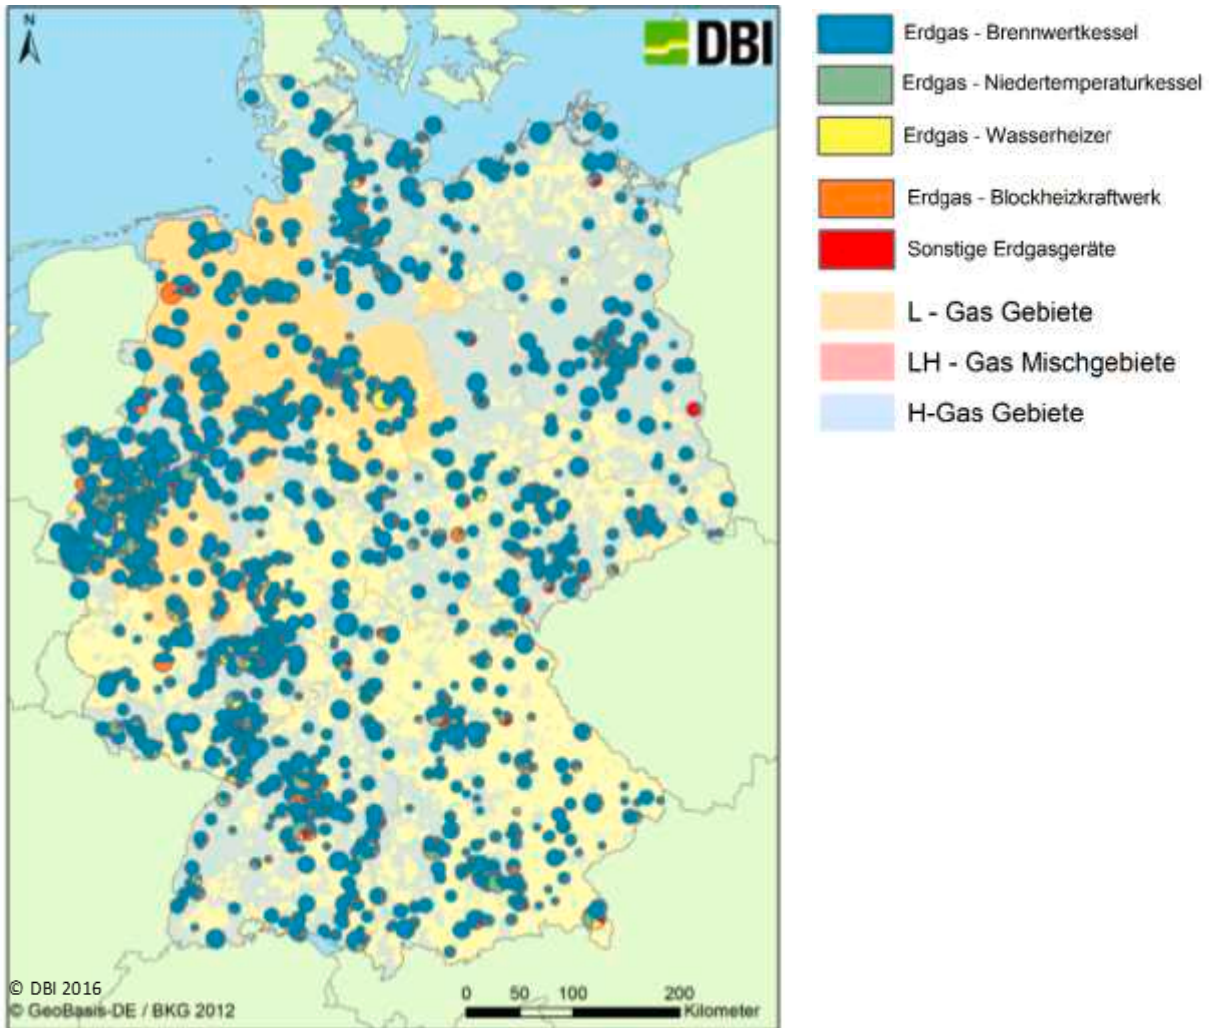 N
DBI
Erdgas - Brennwertkessel
Erdgas - Niedertemperaturkessel
Erdgas - Wasserheizer
Erdgas - Blockheizkraftwerk
Sonstige Erdgasgeräte
L - Gas Gebiete
LH - Gas Mischgebiete
H-Gas Gebiete
© DBI 2016
© GeoBasis-DE / BKG 2012
0 50 100 200
Kilometer